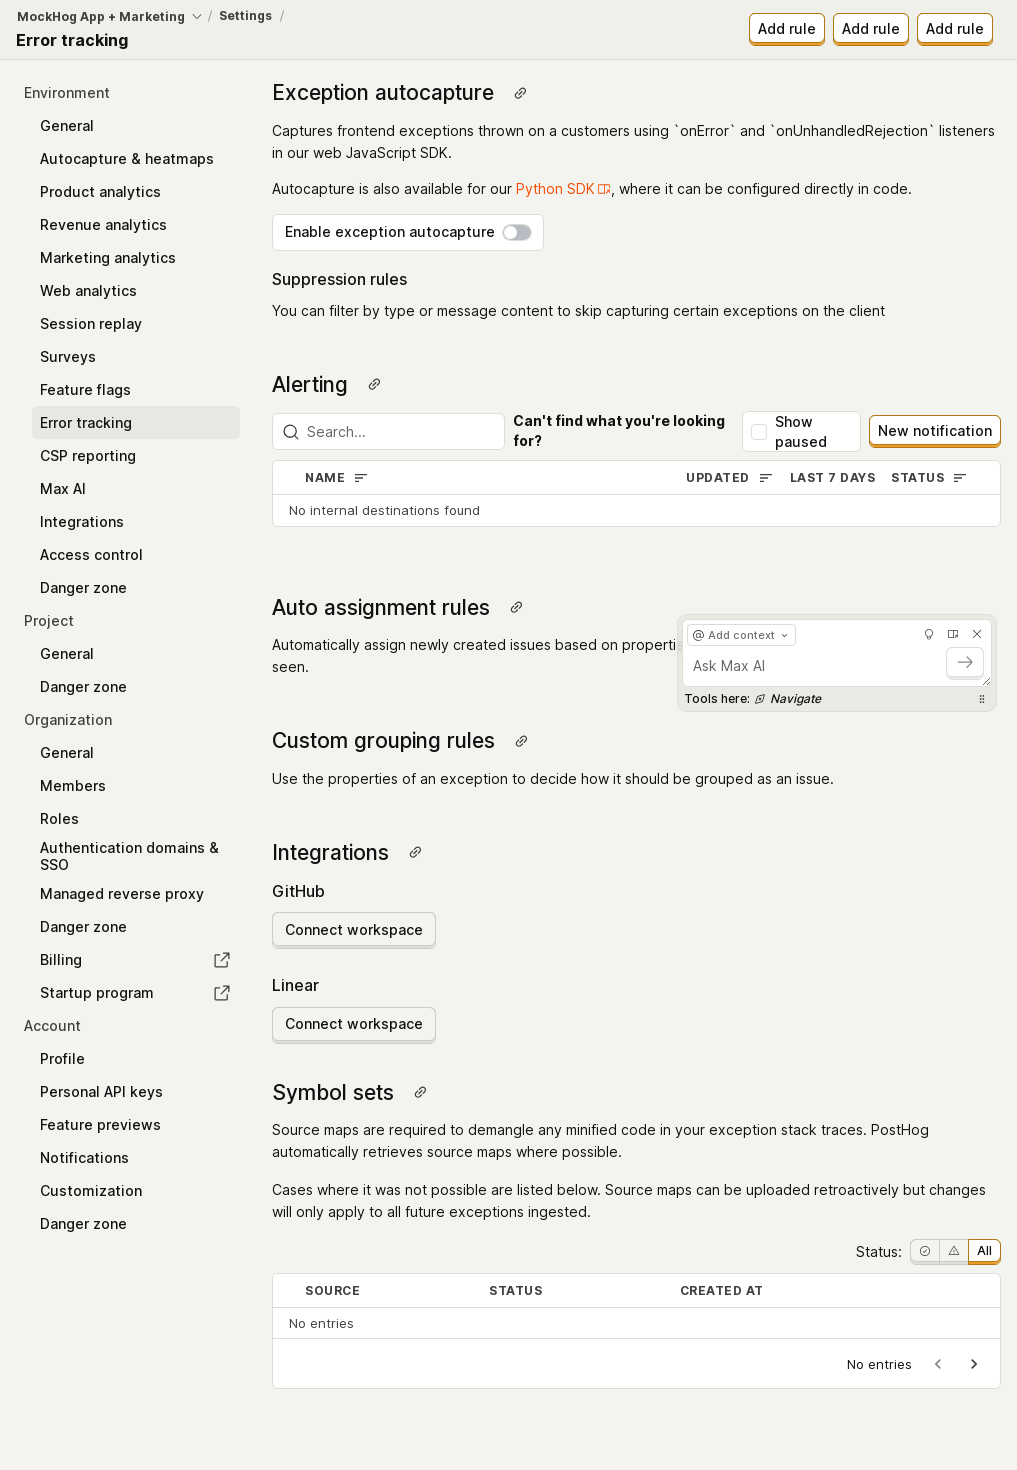 MockHog App + Marketing / Settings /
Error tracking
Add rule
Add rule
Add rule
Environment
General
Autocapture & heatmaps
Product analytics
Revenue analytics
Marketing analytics
Web analytics
Session replay
Surveys
Feature flags
Error tracking
CSP reporting
Max AI
Integrations
Access control
Danger zone
Project
General
Danger zone
Organization
General
Members
Roles
Authentication domains &
SSO
Managed reverse proxy
Danger zone
Billing
Startup program
Account
Profile
Personal API keys
Feature previews
Notifications
Customization
Danger zone
Exception autocapture
Captures frontend exceptions thrown on a customers using `onError` and `onUnhandledRejection` listeners
in our web JavaScript SDK.
Autocapture is also available for our Python SDK, where it can be configured directly in code.
Enable exception autocapture
Suppression rules
You can filter by type or message content to skip capturing certain exceptions on the client
Alerting
Search...
Can't find what you're looking
for?
Show
paused
New notification
NAME UPDATED LAST 7 DAYS STATUS
No internal destinations found
Auto assignment rules
Automatically assign newly created issues based on propertie
seen.
@ Add context
Ask Max AI
Tools here: Navigate
Custom grouping rules
Use the properties of an exception to decide how it should be grouped as an issue.
Integrations
GitHub
Connect workspace
Linear
Connect workspace
Symbol sets
Source maps are required to demangle any minified code in your exception stack traces. PostHog
automatically retrieves source maps where possible.
Cases where it was not possible are listed below. Source maps can be uploaded retroactively but changes
will only apply to all future exceptions ingested.
Status: All
SOURCE STATUS CREATED AT
No entries
No entries